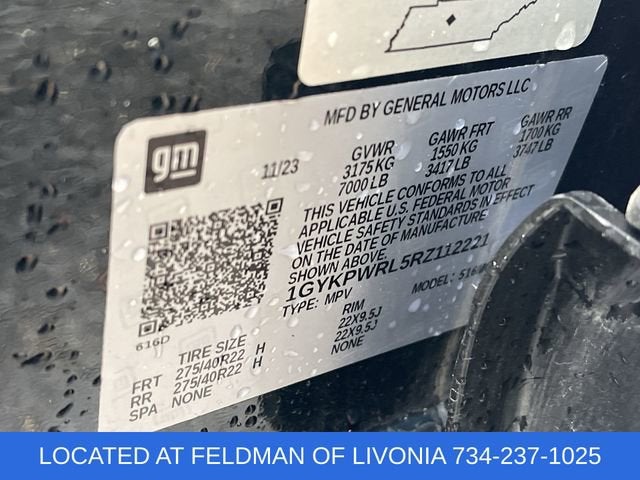 MFD BY GENERAL MOTORS LLC
gm
11/23
GVWR
3175 KG
7000 LB
GAWR FRT
1550 KG
3417 LB
GAWR RR
1700 KG
3747 LB
THIS VEHICLE CONFORMS TO ALL
APPLICABLE U.S. FEDERAL MOTOR
VEHICLE SAFETY STANDARDS IN EFFECT
ON THE DATE OF MANUFACTURE
SHOWN ABOVE.
1GYKPWRL5RZ112221
TYPE: MPV
MODEL:
616D
TIRE SIZE
RIM
FRT 275/40R22 H 22X9.5J
RR 275/40R22 H 22X9.5J
SPA NONE NONE
LOCATED AT FELDMAN OF LIVONIA 734-237-1025